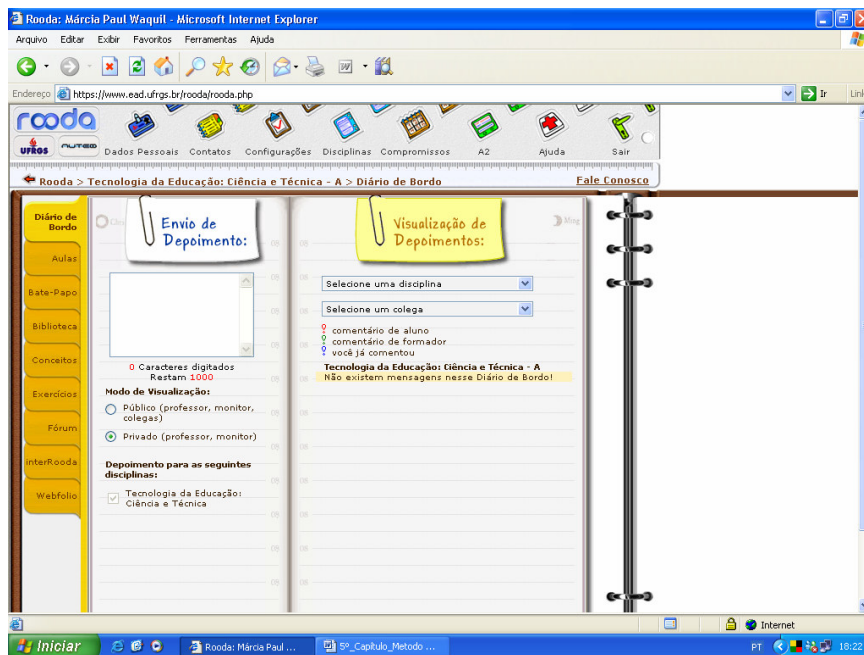 Rooda: Márcia Paul Waquil - Microsoft Internet Explorer
Arquivo Editar Exibir Favoritos Ferramentas Ajuda
Endereço https://www.ead.ufrgs.br/rooda/rooda.php Ir Link
rooda
UFRGS NUTED
Dados Pessoais Contatos Configurações Disciplinas Compromissos A2 Ajuda Sair
Rooda > Tecnologia da Educação: Ciência e Técnica - A > Diário de Bordo Fale Conosco
Diário de
Bordo
Aulas
Bate-Papo
Biblioteca
Conceitos
Exercícios
Fórum
interRooda
Webfolio
Envio de
Depoimento:
0 Caracteres digitados
Restam 1000
Modo de Visualização:
Público (professor, monitor,
colegas)
Privado (professor, monitor)
Depoimento para as seguintes
disciplinas:
Tecnologia da Educação:
Ciência e Técnica
Visualização de
Depoimentos:
Ming
Selecione uma disciplina
Selecione um colega
comentário de aluno
comentário de formador
você já comentou
Tecnologia da Educação: Ciência e Técnica - A
Não existem mensagens nesse Diário de Bordo!
Internet
Iniciar Rooda: Márcia Paul ... 5º_Capítulo_Metodo ... PT 18:22